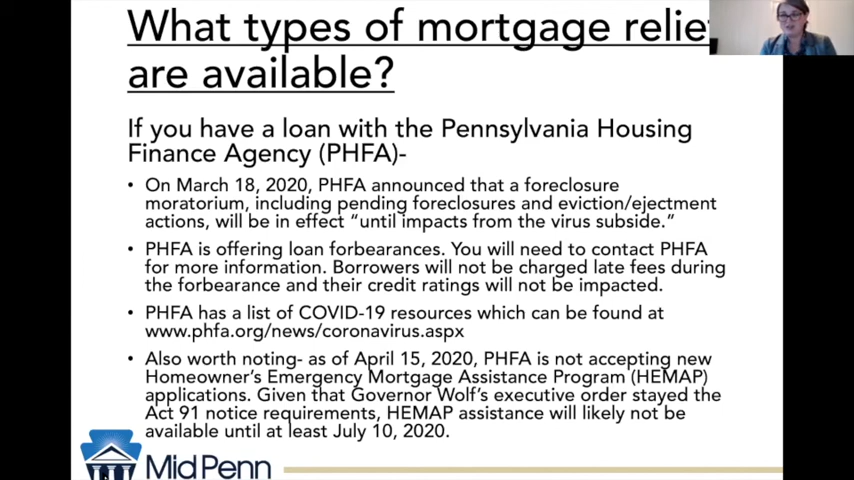 What types of mortgage relie
are available?
If you have a loan with the Pennsylvania Housing
Finance Agency (PHFA)-
• On March 18, 2020, PHFA announced that a foreclosure
moratorium, including pending foreclosures and eviction/ejectment
actions, will be in effect “until impacts from the virus subside.”
• PHFA is offering loan forbearances. You will need to contact PHFA
for more information. Borrowers will not be charged late fees during
the forbearance and their credit ratings will not be impacted.
• PHFA has a list of COVID-19 resources which can be found at
www.phfa.org/news/coronavirus.aspx
• Also worth noting- as of April 15, 2020, PHFA is not accepting new
Homeowner’s Emergency Mortgage Assistance Program (HEMAP)
applications. Given that Governor Wolf’s executive order stayed the
Act 91 notice requirements, HEMAP assistance will likely not be
available until at least July 10, 2020.
MidPenn